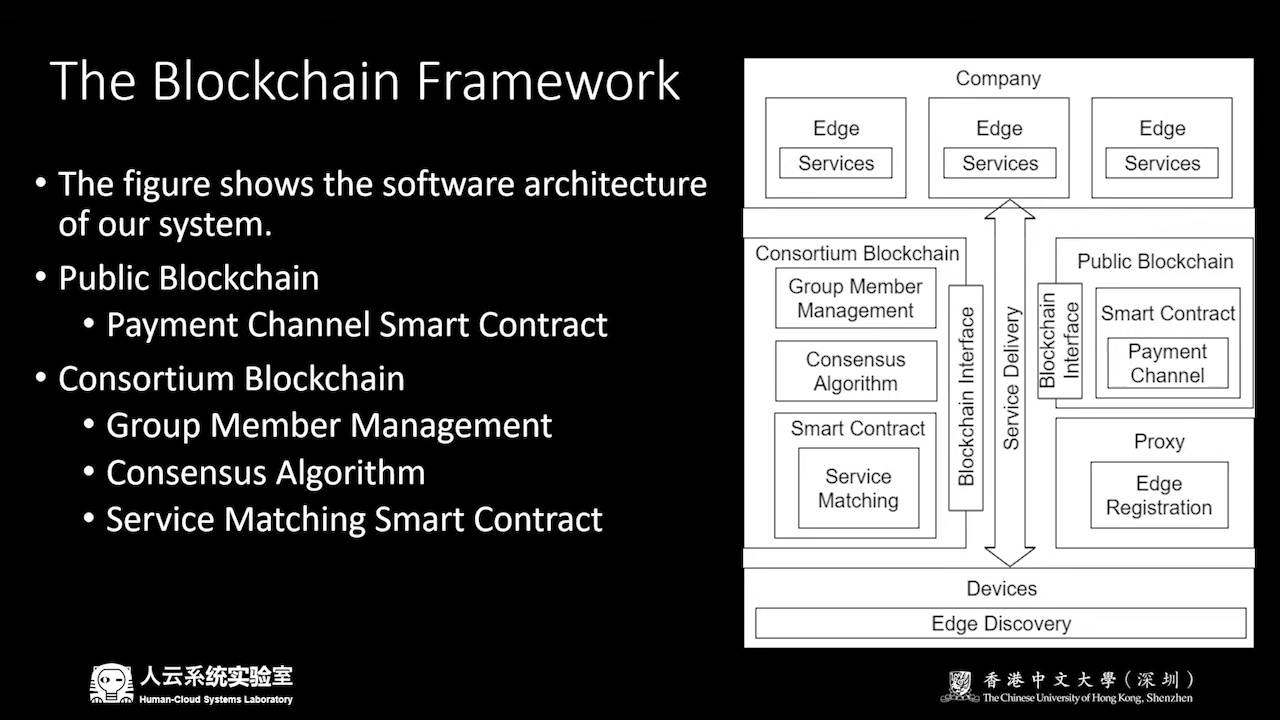 The Blockchain Framework
• The figure shows the software architecture
of our system.
• Public Blockchain
• Payment Channel Smart Contract
• Consortium Blockchain
• Group Member Management
• Consensus Algorithm
• Service Matching Smart Contract
Company
Edge
Services
Edge
Services
Edge
Services
Consortium Blockchain
Group Member
Management
Consensus
Algorithm
Smart Contract
Service
Matching
Blockchain Interface
Service Delivery
Blockchain
Interface
Public Blockchain
Smart Contract
Payment
Channel
Proxy
Edge
Registration
Devices
Edge Discovery
人云系统实验室
Human-Cloud Systems Laboratory
香港中文大學(深圳)
The Chinese University of Hong Kong, Shenzhen